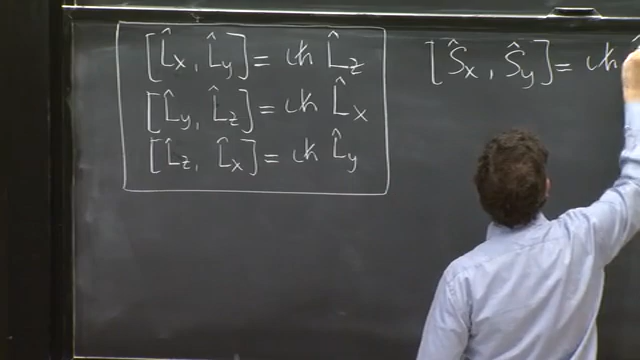 [L̂x, L̂y] = iħ L̂z
[L̂y, L̂z] = iħ L̂x
[L̂z, L̂x] = iħ L̂y
[Ŝx, Ŝy] = iħ